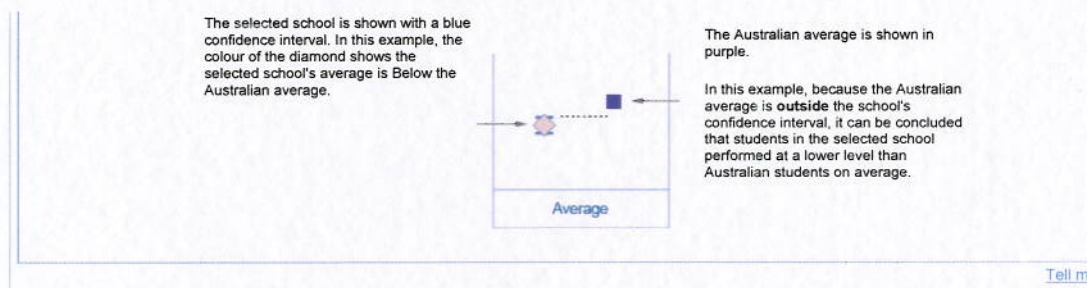 The selected school is shown with a blue
confidence interval. In this example, the
colour of the diamond shows the
selected school's average is Below the
Australian average.
The Australian average is shown in
purple.
In this example, because the Australian
average is outside the school's
confidence interval, it can be concluded
that students in the selected school
performed at a lower level than
Australian students on average.
Average
Tell m